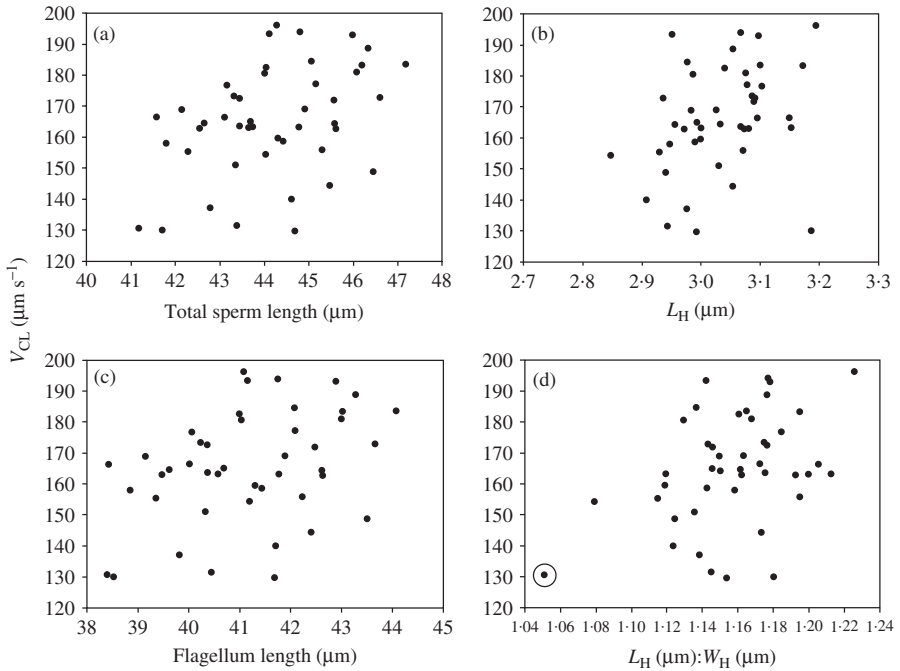 (a)
200
190
180
170
160
150
140
130
120
40 41 42 43 44 45 46 47 48
Total sperm length (µm)
(b)
200
190
180
170
160
150
140
130
120
2·7 2·8 2·9 3·0 3·1 3·2 3·3
L_H (µm)
V_CL (µm s⁻¹)
(c)
200
190
180
170
160
150
140
130
120
38 39 40 41 42 43 44 45
Flagellum length (µm)
(d)
200
190
180
170
160
150
140
130
120
1·04 1·06 1·08 1·10 1·12 1·14 1·16 1·18 1·20 1·22 1·24
L_H (µm):W_H (µm)